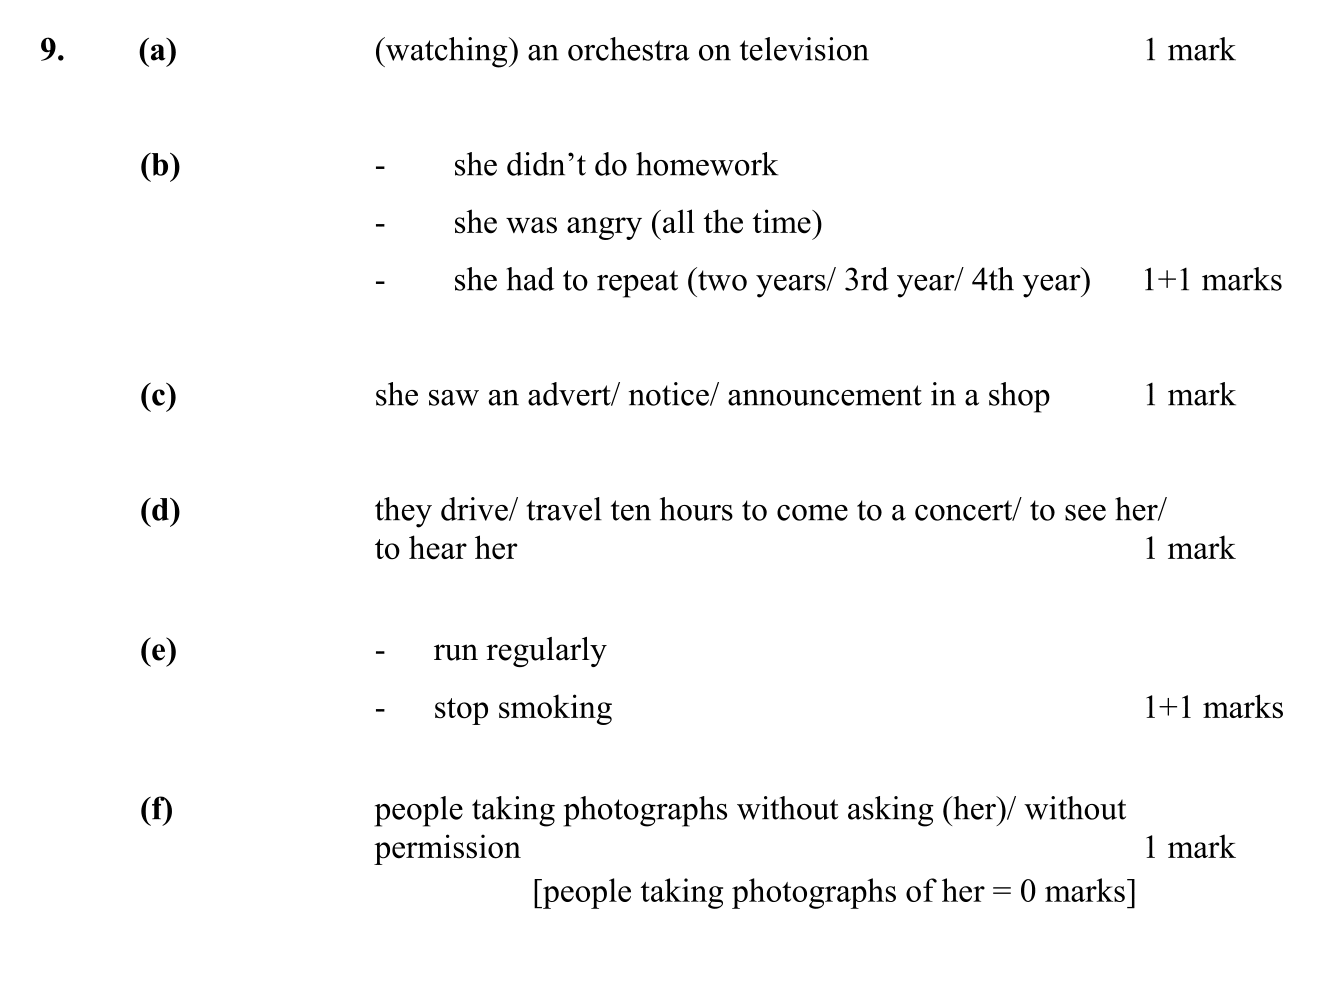 9. (a) (watching) an orchestra on television 1 mark
(b) - she didn’t do homework
- she was angry (all the time)
- she had to repeat (two years/ 3rd year/ 4th year) 1+1 marks
(c) she saw an advert/ notice/ announcement in a shop 1 mark
(d) they drive/ travel ten hours to come to a concert/ to see her/
to hear her 1 mark
(e) - run regularly
- stop smoking 1+1 marks
(f) people taking photographs without asking (her)/ without
permission 1 mark
[people taking photographs of her = 0 marks]